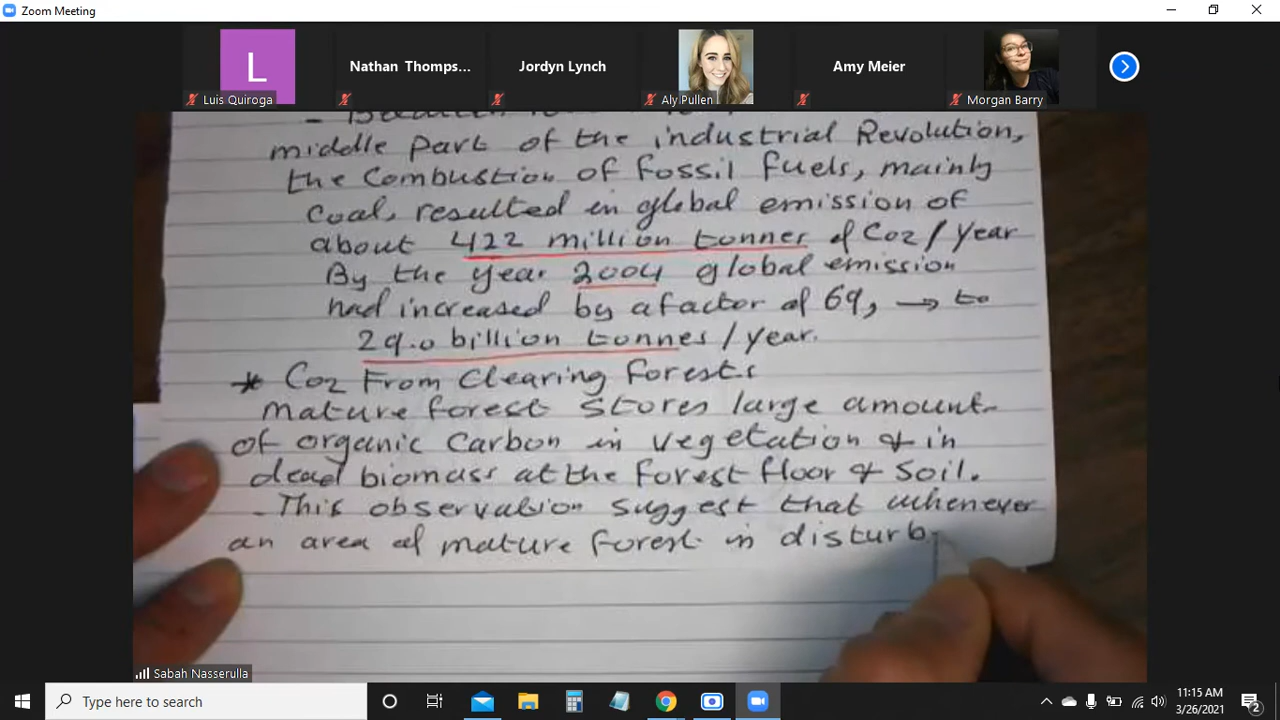 Zoom Meeting
L
Luis Quiroga
Nathan Thomps...
Jordyn Lynch
Aly Pullen
Amy Meier
Morgan Barry
middle part of the industrial Revolution,
the Combustion of fossil fuels, mainly
Coal, resulted in global emission of
about 422 million tonner of Co2 / year
By the year 2004 global emission
had increased by a factor of 69, → to
29.0 billion tonnes / year.
* Co2 From Clearing forests
Mature forest stores large amount
of organic Carbon in vegetation & in
dead biomass at the forest floor & Soil.
- This observation suggest that whenever
an area of mature forest is disturb
Sabah Nasserulla
Type here to search
11:15 AM
3/26/2021
2